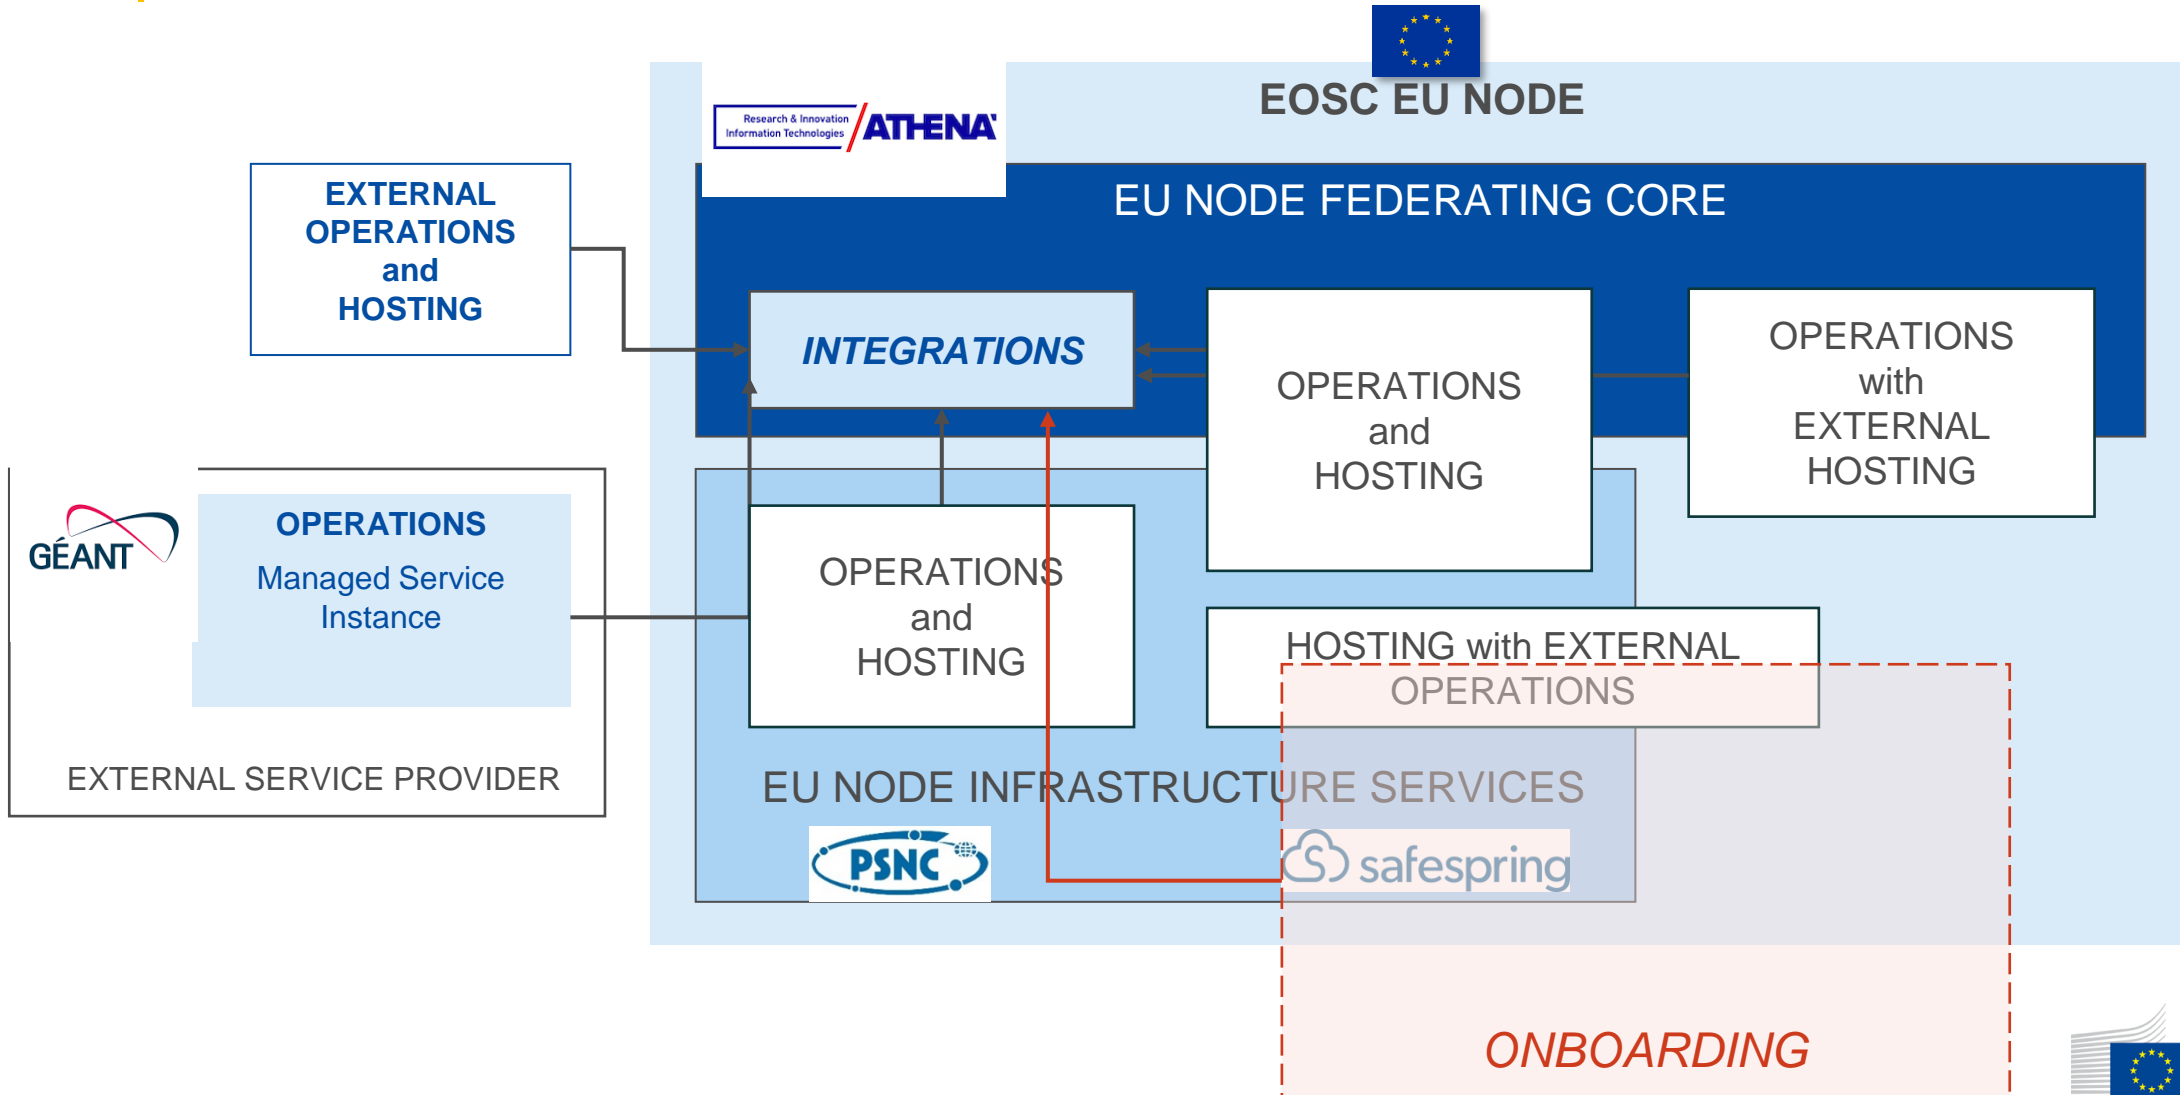 EOSC EU NODE
Research & Innovation
Information Technologies
ATHENA
EU NODE FEDERATING CORE
EXTERNAL
OPERATIONS
and
HOSTING
INTEGRATIONS
OPERATIONS
and
HOSTING
OPERATIONS
with
EXTERNAL
HOSTING
GÉANT
OPERATIONS
Managed Service
Instance
EXTERNAL SERVICE PROVIDER
OPERATIONS
and
HOSTING
HOSTING with EXTERNAL
OPERATIONS
EU NODE INFRASTRUCTURE SERVICES
PSNC
safespring
ONBOARDING